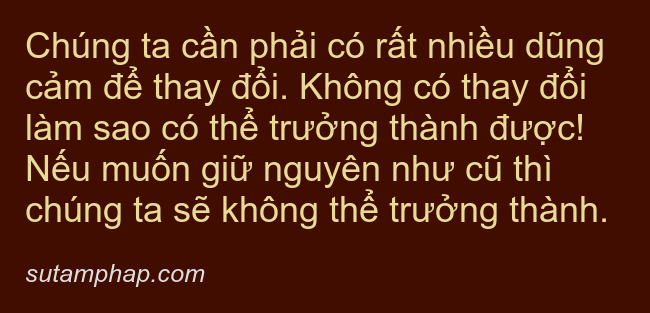 Chúng ta cần phải có rất nhiều dũng
cảm để thay đổi. Không có thay đổi
làm sao có thể trưởng thành được!
Nếu muốn giữ nguyên như cũ thì
chúng ta sẽ không thể trưởng thành.
sutamphap.com